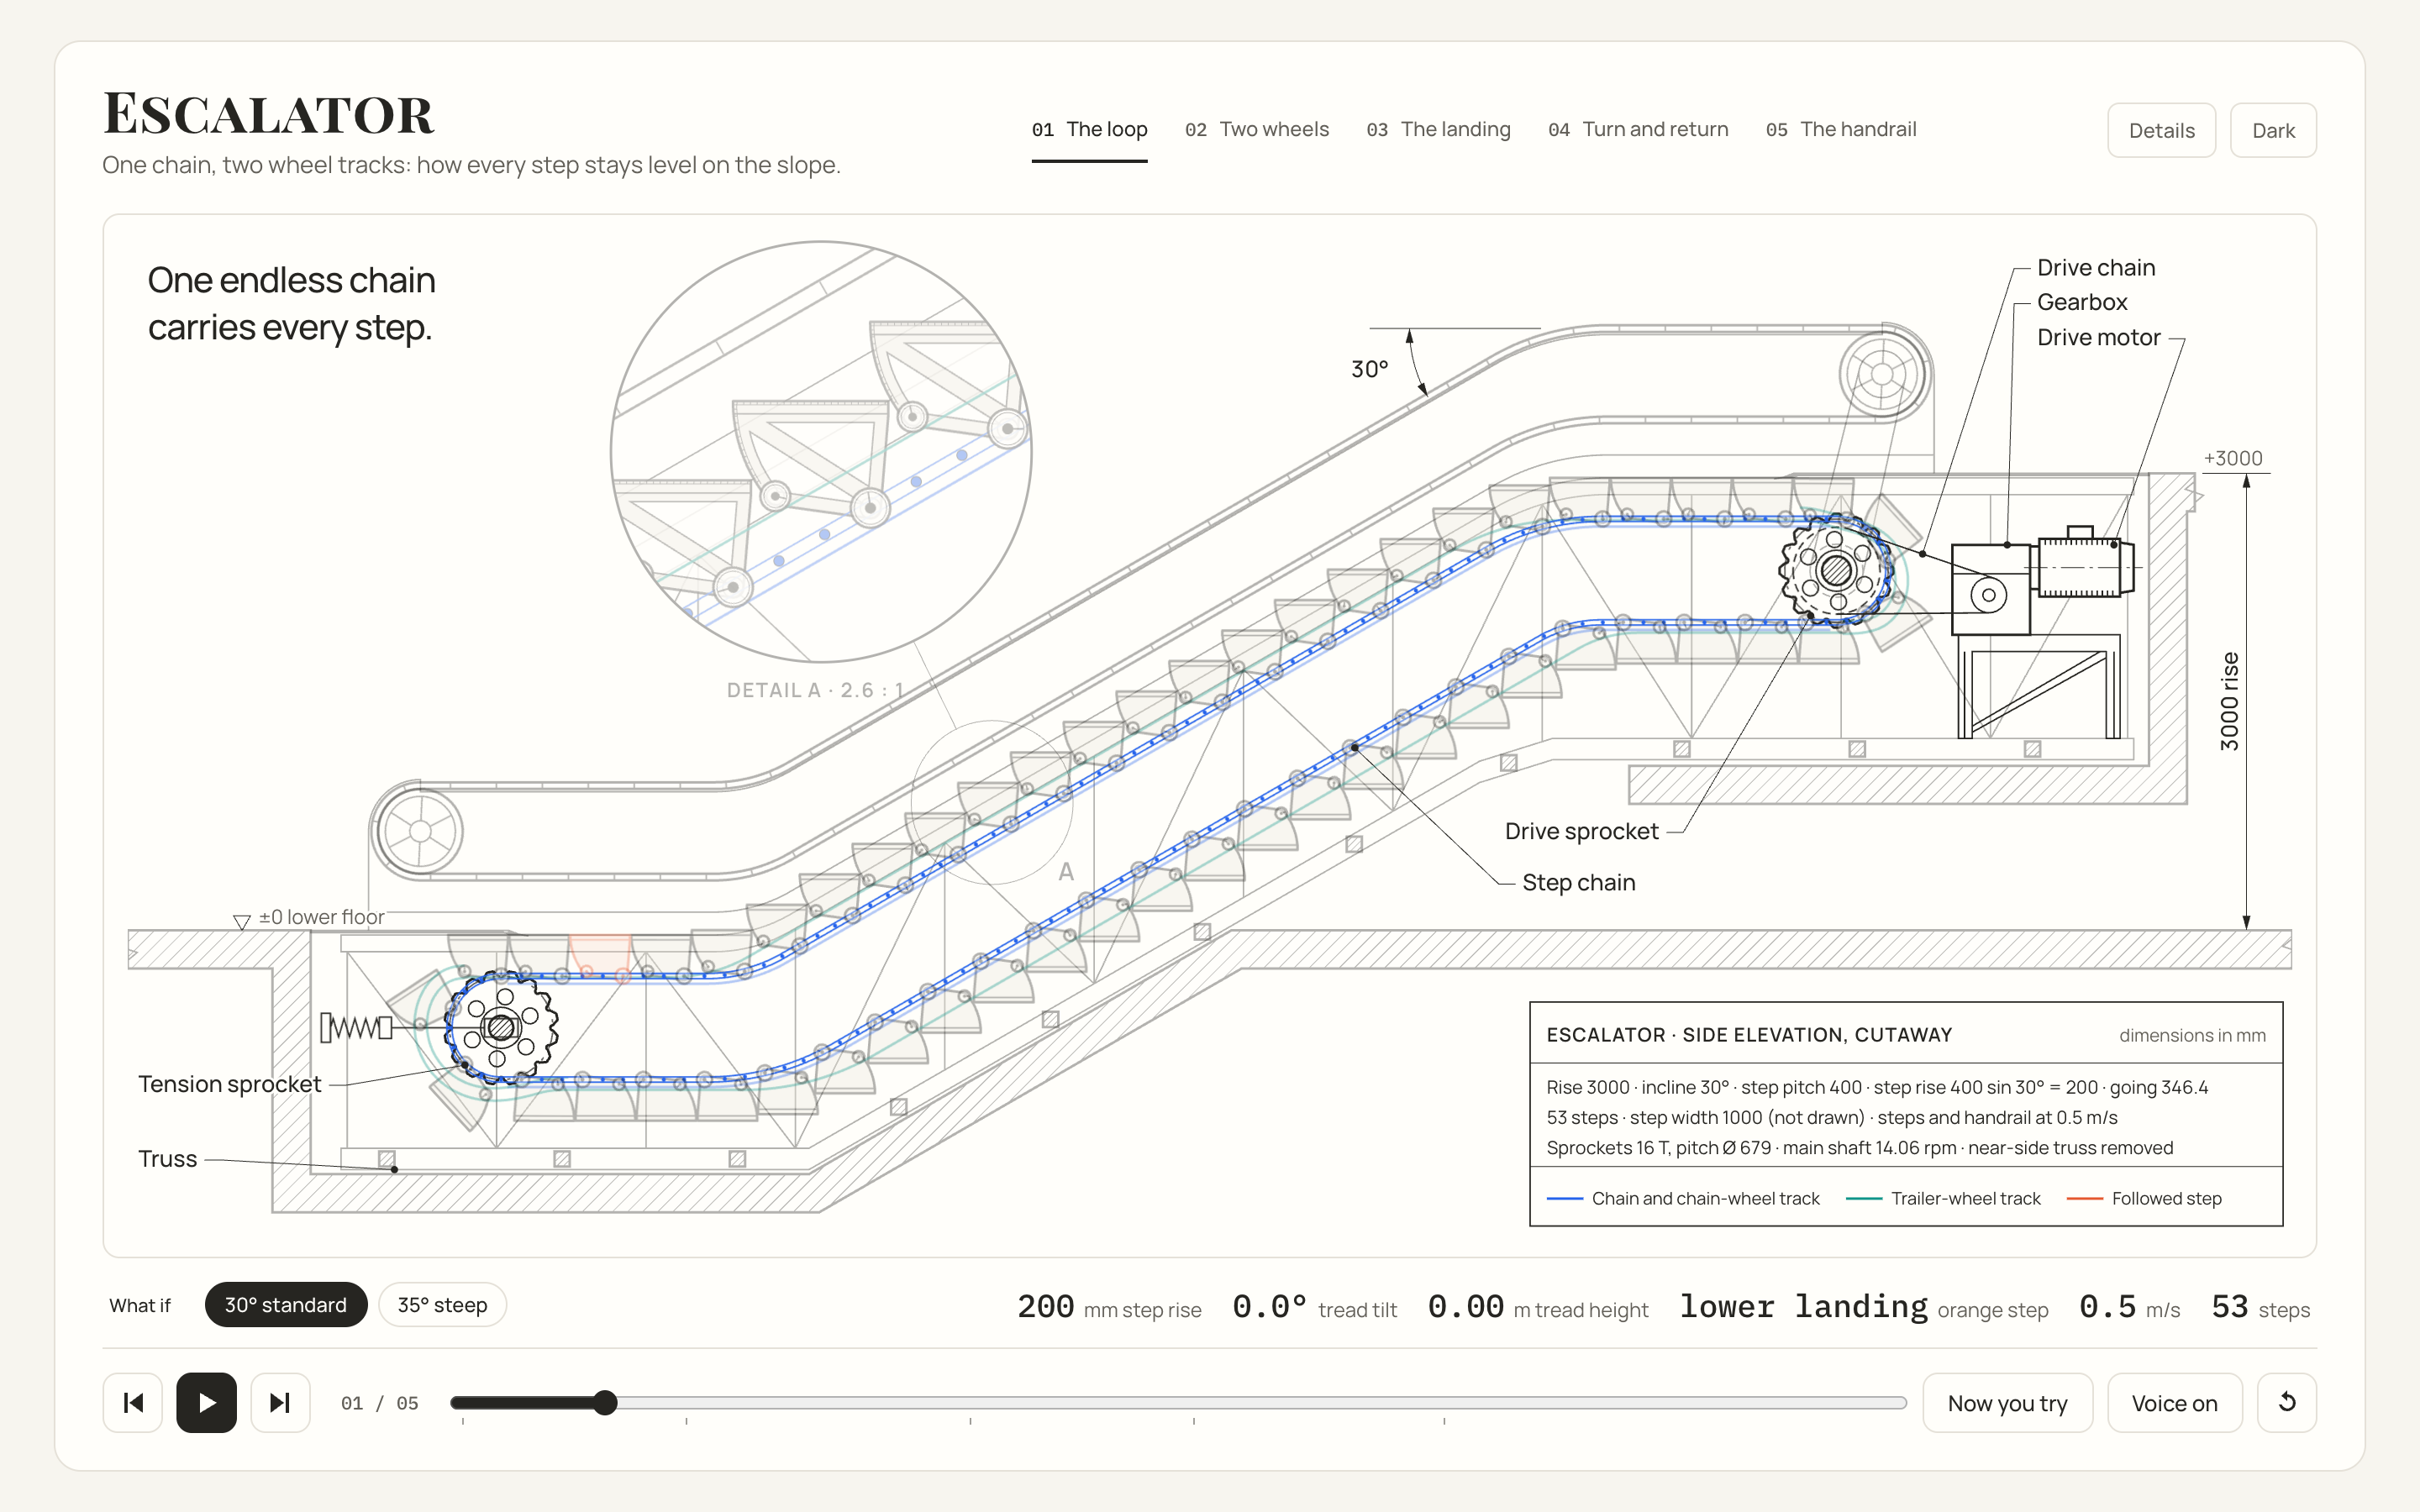 ESCALATOR
One chain, two wheel tracks: how every step stays level on the slope.
01 The loop
02 Two wheels
03 The landing
04 Turn and return
05 The handrail
Details
Dark
One endless chain
carries every step.
Drive chain
Gearbox
Drive motor
30°
+3000
DETAIL A · 2.6 : 1
3000 rise
Drive sprocket
A
Step chain
±0 lower floor
Tension sprocket
Truss
ESCALATOR · SIDE ELEVATION, CUTAWAY
dimensions in mm
Rise 3000 · incline 30° · step pitch 400 · step rise 400 sin 30° = 200 · going 346.4
53 steps · step width 1000 (not drawn) · steps and handrail at 0.5 m/s
Sprockets 16 T, pitch Ø 679 · main shaft 14.06 rpm · near-side truss removed
Chain and chain-wheel track
Trailer-wheel track
Followed step
What if
30° standard
35° steep
200 mm step rise
0.0° tread tilt
0.00 m tread height
lower landing orange step
0.5 m/s
53 steps
01 / 05
Now you try
Voice on